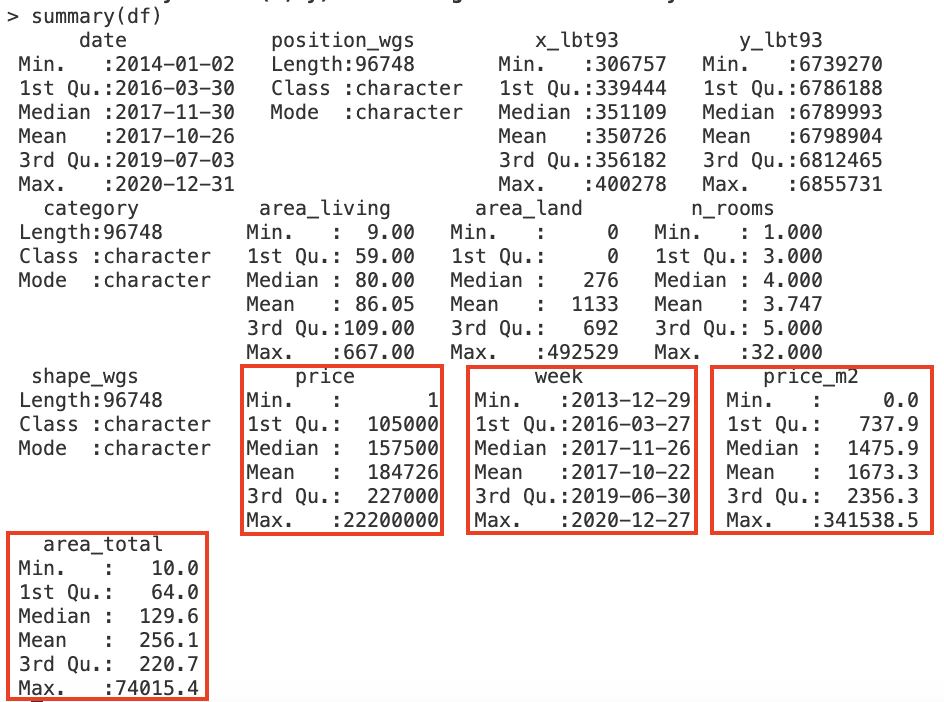 > summary(df)
      date            position_wgs          x_lbt93          y_lbt93
 Min.   :2014-01-02   Length:96748       Min.   :306757   Min.   :6739270
 1st Qu.:2016-03-30   Class :character   1st Qu.:339444   1st Qu.:6786188
 Median :2017-11-30   Mode  :character   Median :351109   Median :6789993
 Mean   :2017-10-26                      Mean   :350726   Mean   :6798904
 3rd Qu.:2019-07-03                      3rd Qu.:356182   3rd Qu.:6812465
 Max.   :2020-12-31                      Max.   :400278   Max.   :6855731
   category          area_living       area_land         n_rooms
 Length:96748       Min.   :  9.00   Min.   :     0   Min.   : 1.000
 Class :character   1st Qu.: 59.00   1st Qu.:     0   1st Qu.: 3.000
 Mode  :character   Median : 80.00   Median :   276   Median : 4.000
                    Mean   : 86.05   Mean   :  1133   Mean   : 3.747
                    3rd Qu.:109.00   3rd Qu.:   692   3rd Qu.: 5.000
                    Max.   :667.00   Max.   :492529   Max.   :32.000
  shape_wgs             price               week               price_m2
 Length:96748       Min.   :       1   Min.   :2013-12-29   Min.   :     0.0
 Class :character   1st Qu.:  105000   1st Qu.:2016-03-27   1st Qu.:   737.9
 Mode  :character   Median :  157500   Median :2017-11-26   Median :  1475.9
                    Mean   :  184726   Mean   :2017-10-22   Mean   :  1673.3
                    3rd Qu.:  227000   3rd Qu.:2019-06-30   3rd Qu.:  2356.3
                    Max.   :22200000   Max.   :2020-12-27   Max.   :341538.5
   area_total
 Min.   :   10.0
 1st Qu.:   64.0
 Median :  129.6
 Mean   :  256.1
 3rd Qu.:  220.7
 Max.   :74015.4